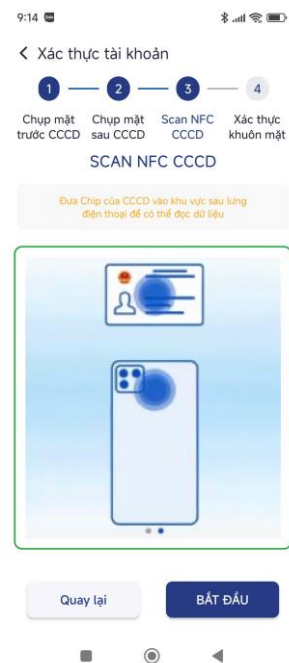 9:14
Xác thực tài khoản
1 2 3 4
Chụp mặt trước CCCD
Chụp mặt sau CCCD
Scan NFC CCCD
Xác thực khuôn mặt
SCAN NFC CCCD
Đưa Chip của CCCD vào khu vực sau lưng
điện thoại để có thể đọc dữ liệu
Quay lại
BẮT ĐẦU